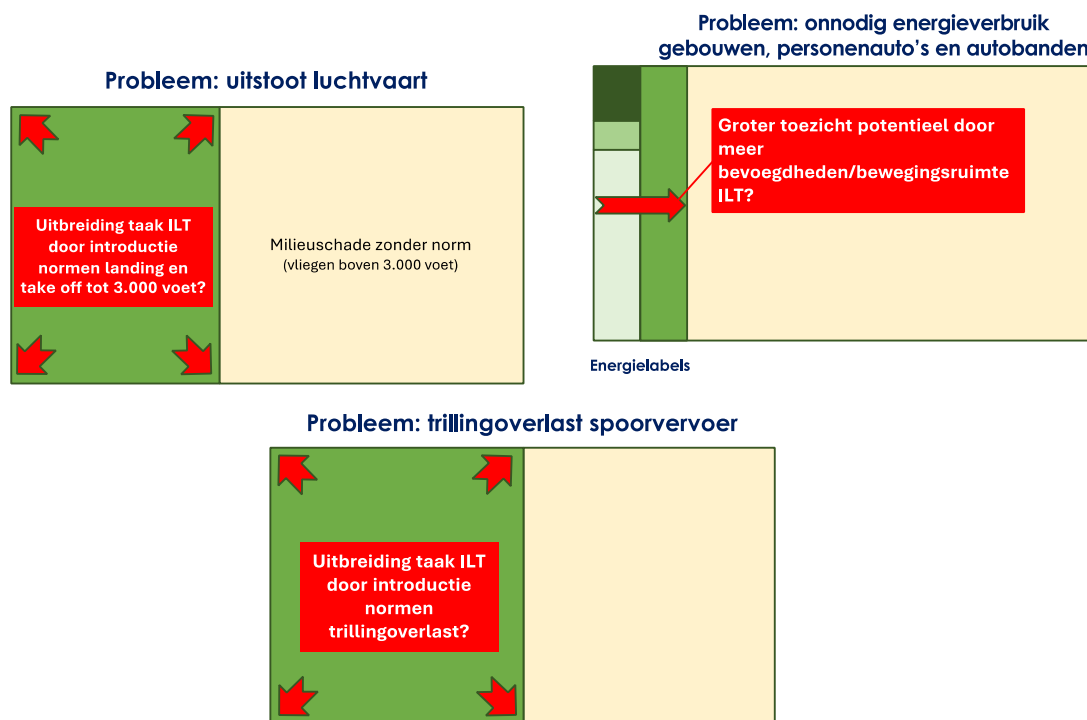 Probleem: uitstoot luchtvaart
Uitbreiding taak ILT
door introductie
normen landing en
take off tot 3.000 voet?
Milieuschade zonder norm
(vliegen boven 3.000 voet)
Probleem: onnodig energieverbruik
gebouwen, personenauto's en autobanden
Groter toezicht potentieel door
meer
bevoegdheden/bewegingsruimte
ILT?
Energielabels
Probleem: trillingoverlast spoorvervoer
Uitbreiding taak ILT
door introductie
normen
trillingoverlast?